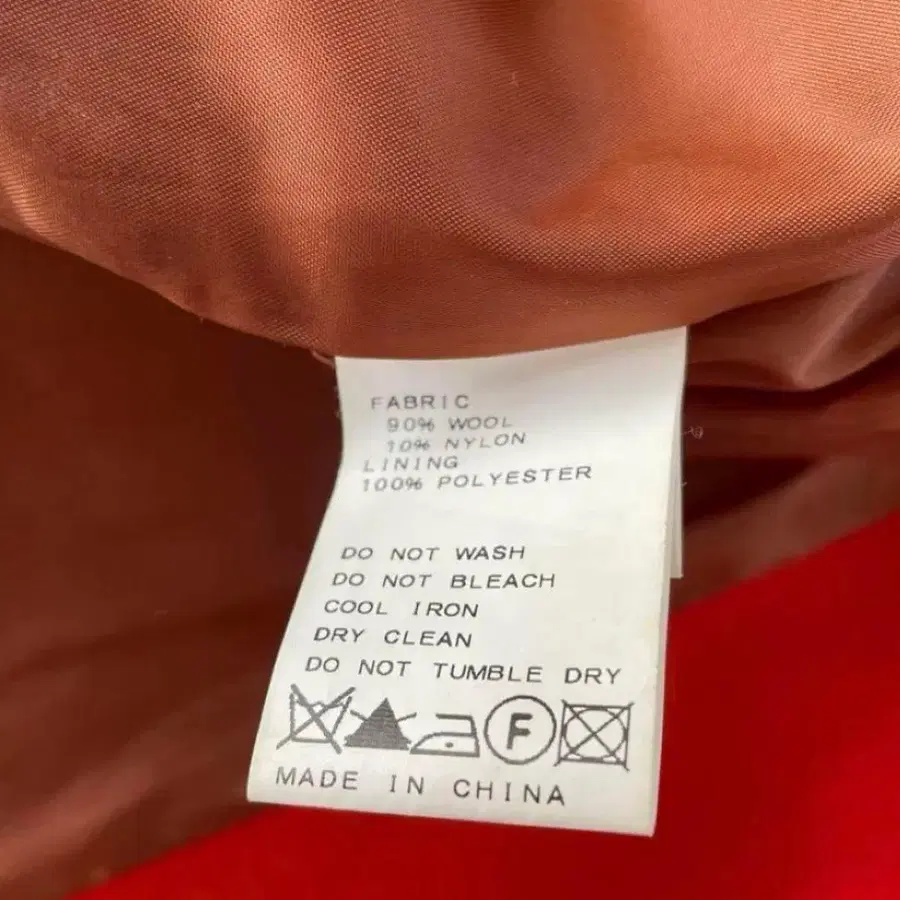 FABRIC
90% WOOL
10% NYLON
LINING
100% POLYESTER
DO NOT WASH
DO NOT BLEACH
COOL IRON
DRY CLEAN
DO NOT TUMBLE DRY
F
MADE IN CHINA